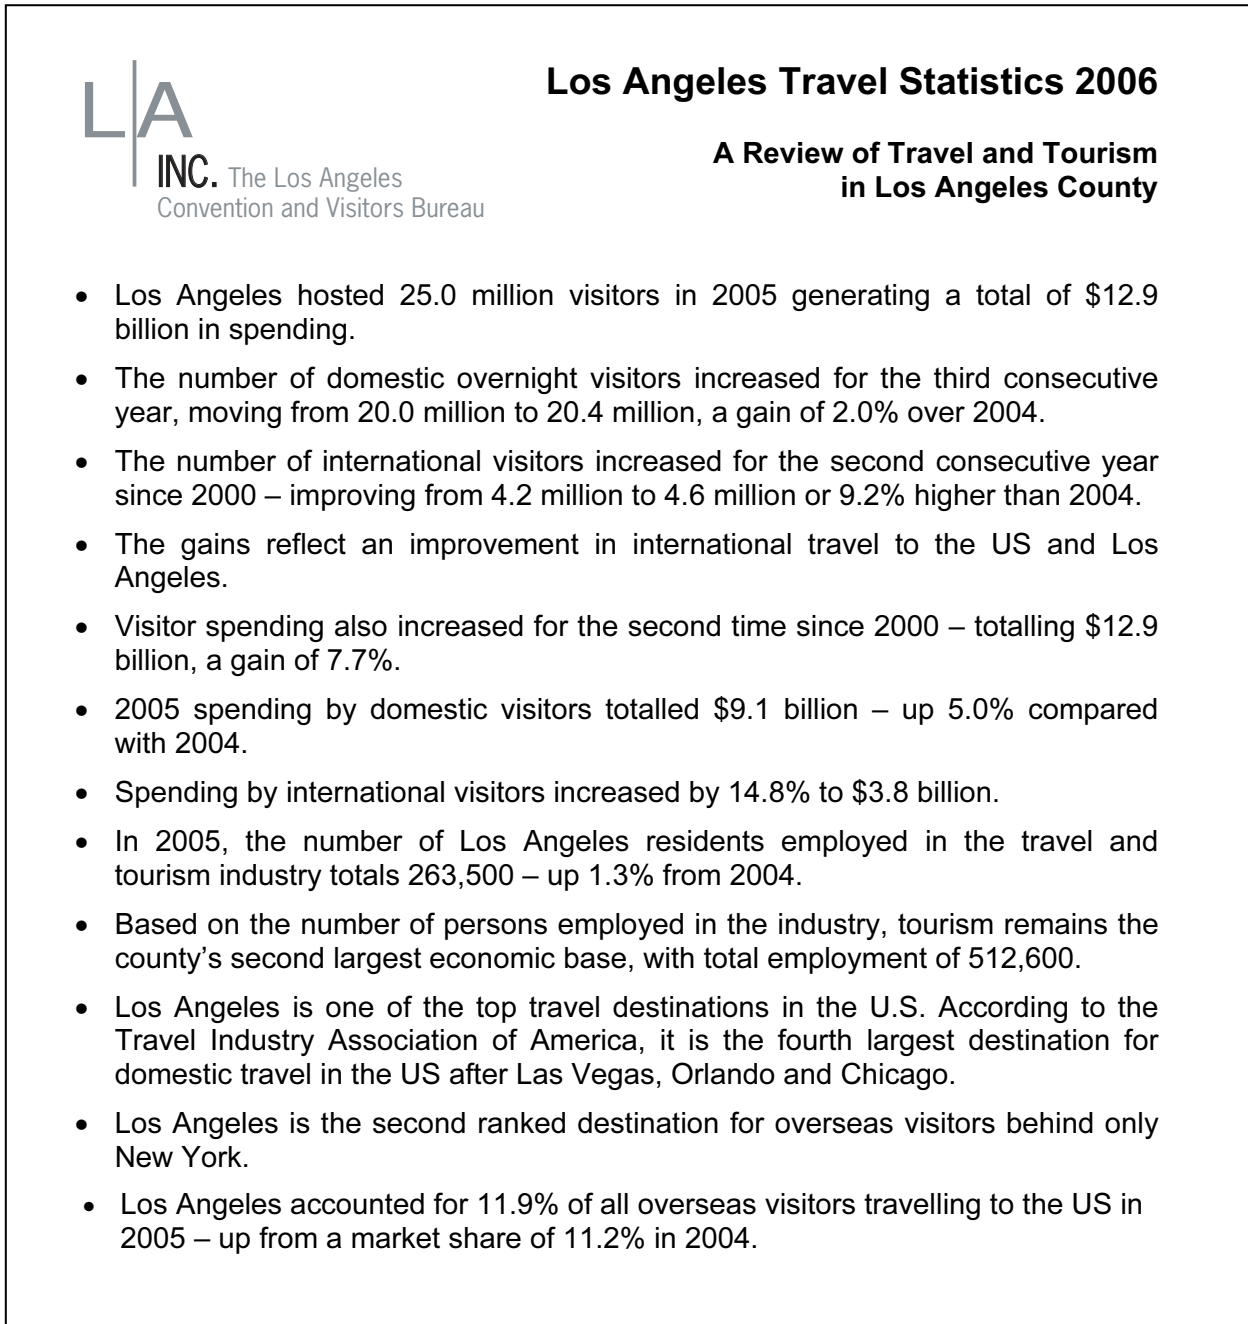 L A
INC. The Los Angeles
Convention and Visitors Bureau
Los Angeles Travel Statistics 2006
A Review of Travel and Tourism
in Los Angeles County
• Los Angeles hosted 25.0 million visitors in 2005 generating a total of $12.9
billion in spending.
• The number of domestic overnight visitors increased for the third consecutive
year, moving from 20.0 million to 20.4 million, a gain of 2.0% over 2004.
• The number of international visitors increased for the second consecutive year
since 2000 – improving from 4.2 million to 4.6 million or 9.2% higher than 2004.
• The gains reflect an improvement in international travel to the US and Los
Angeles.
• Visitor spending also increased for the second time since 2000 – totalling $12.9
billion, a gain of 7.7%.
• 2005 spending by domestic visitors totalled $9.1 billion – up 5.0% compared
with 2004.
• Spending by international visitors increased by 14.8% to $3.8 billion.
• In 2005, the number of Los Angeles residents employed in the travel and
tourism industry totals 263,500 – up 1.3% from 2004.
• Based on the number of persons employed in the industry, tourism remains the
county’s second largest economic base, with total employment of 512,600.
• Los Angeles is one of the top travel destinations in the U.S. According to the
Travel Industry Association of America, it is the fourth largest destination for
domestic travel in the US after Las Vegas, Orlando and Chicago.
• Los Angeles is the second ranked destination for overseas visitors behind only
New York.
• Los Angeles accounted for 11.9% of all overseas visitors travelling to the US in
2005 – up from a market share of 11.2% in 2004.